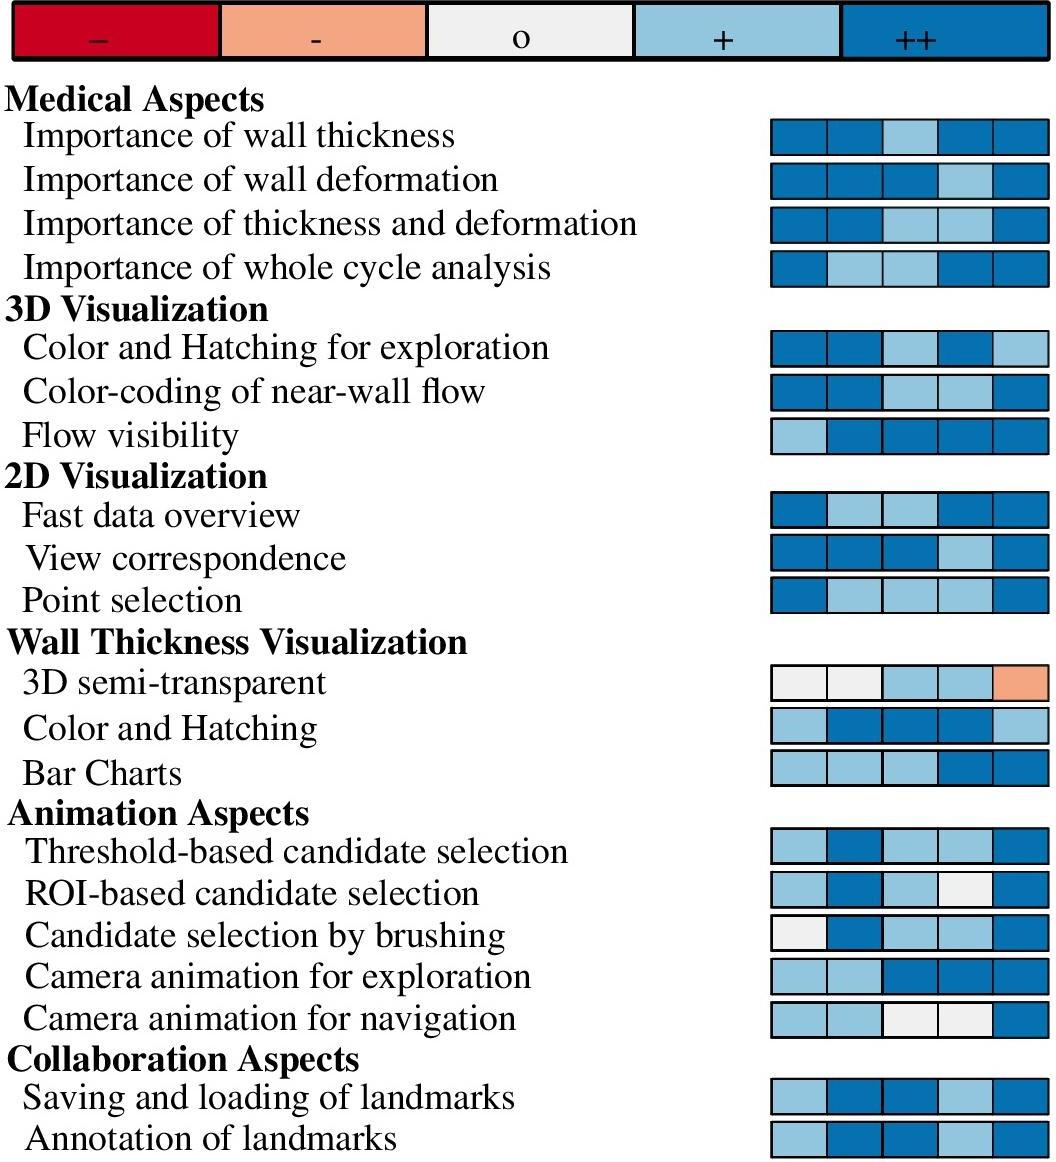 – - o + ++
Medical Aspects
Importance of wall thickness
Importance of wall deformation
Importance of thickness and deformation
Importance of whole cycle analysis
3D Visualization
Color and Hatching for exploration
Color-coding of near-wall flow
Flow visibility
2D Visualization
Fast data overview
View correspondence
Point selection
Wall Thickness Visualization
3D semi-transparent
Color and Hatching
Bar Charts
Animation Aspects
Threshold-based candidate selection
ROI-based candidate selection
Candidate selection by brushing
Camera animation for exploration
Camera animation for navigation
Collaboration Aspects
Saving and loading of landmarks
Annotation of landmarks